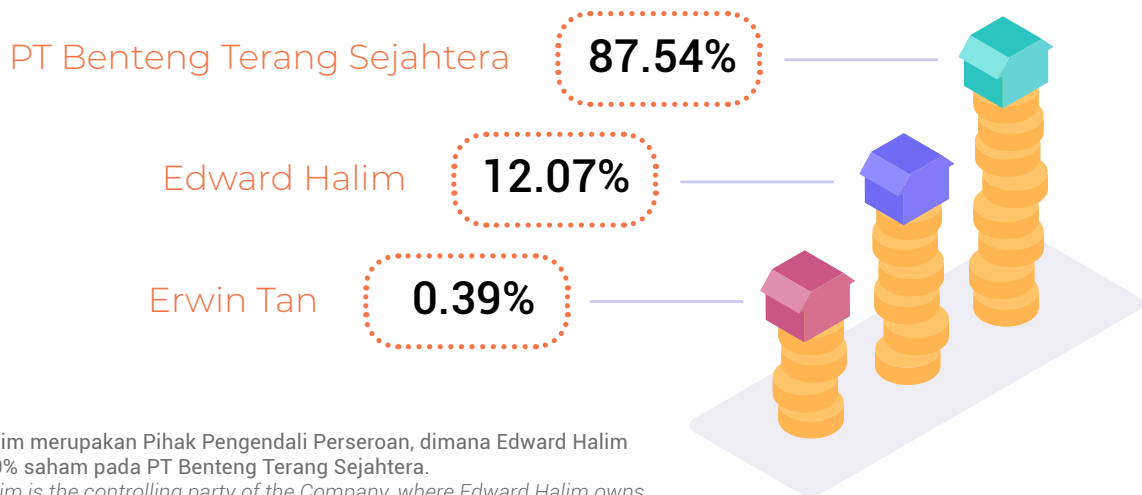 PT Benteng Terang Sejahtera 87.54%
Edward Halim 12.07%
Erwin Tan 0.39%
merupakan Pihak Pengendali Perseroan, dimana Edward Halim
saham pada PT Benteng Terang Sejahtera.
is the controlling party of the Company, where Edward Halim owns